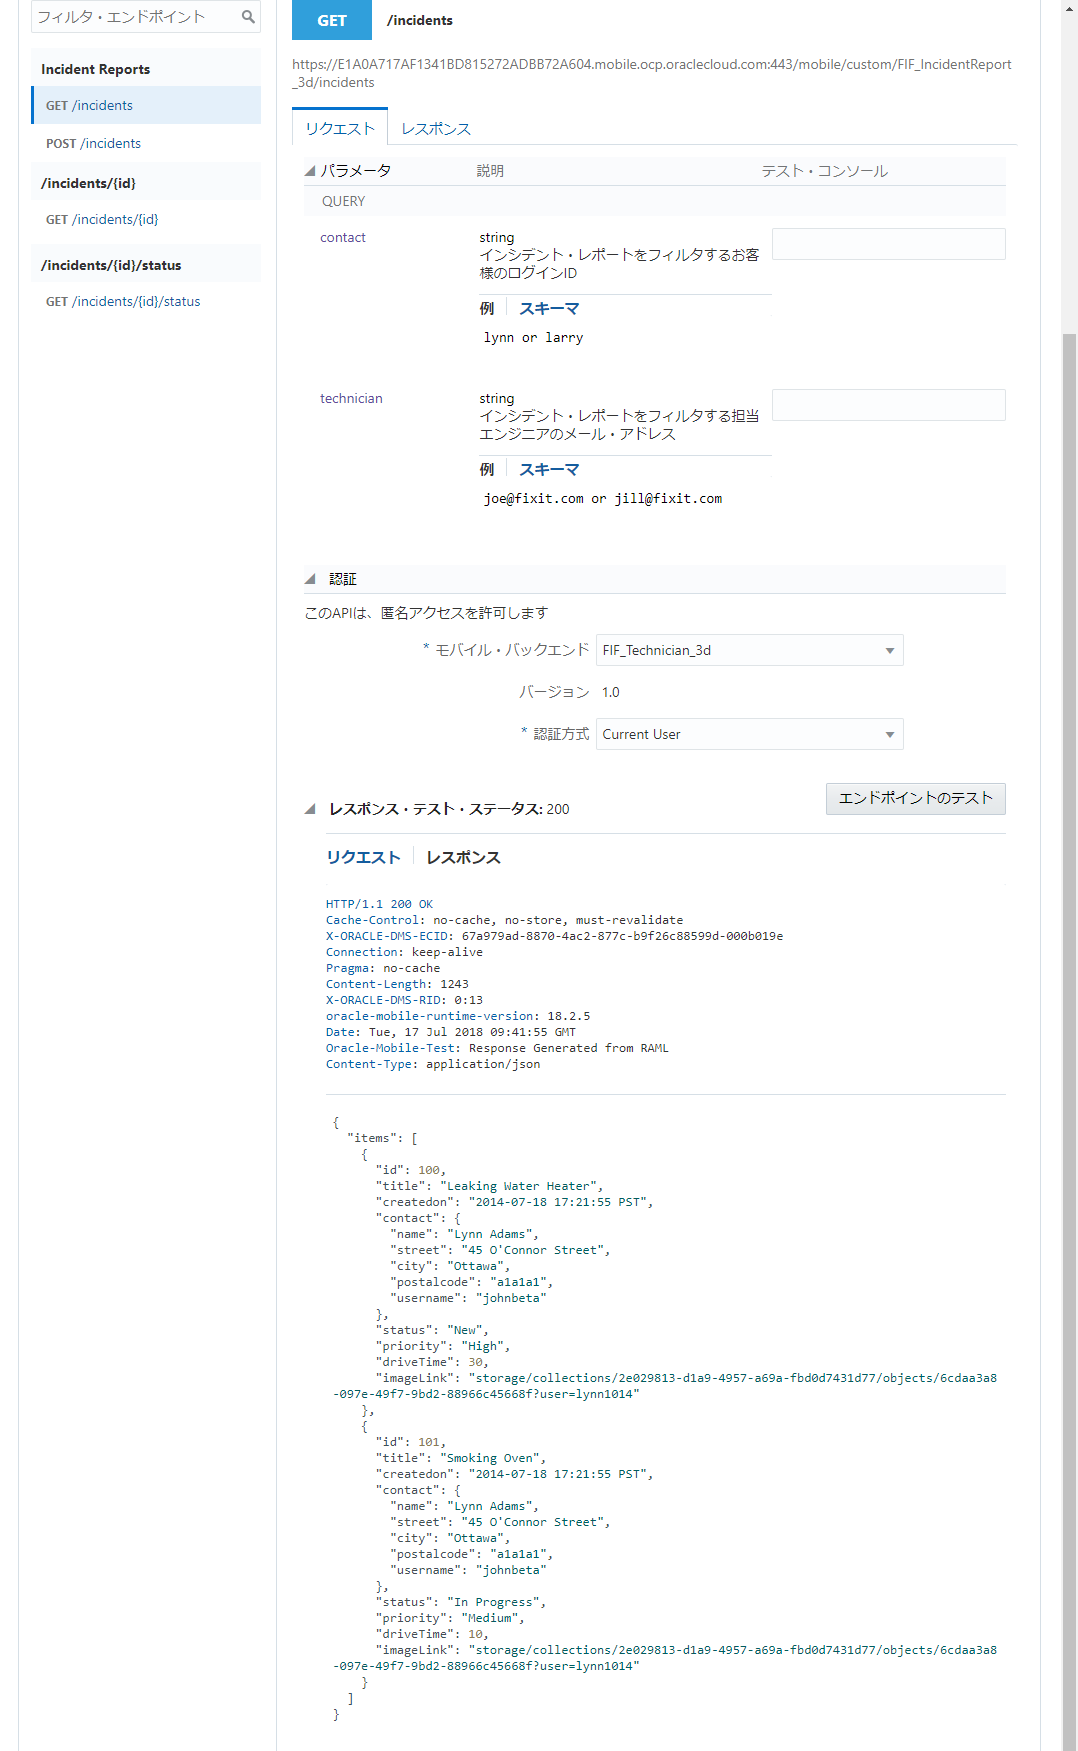 フィルタ・エンドポイント
Incident Reports
GET /incidents
POST /incidents
/incidents/{id}
GET /incidents/{id}
/incidents/{id}/status
GET /incidents/{id}/status
GET /incidents
https://E1A0A717AF1341BD815272ADBB72A604.mobile.ocp.oraclecloud.com:443/mobile/custom/FIF_IncidentReport
_3d/incidents
リクエスト レスポンス
パラメータ 説明 テスト・コンソール
QUERY
contact string
インシデント・レポートをフィルタするお客
様のログインID
例 スキーマ
lynn or larry
technician string
インシデント・レポートをフィルタする担当
エンジニアのメール・アドレス
例 スキーマ
joe@fixit.com or jill@fixit.com
認証
このAPIは、匿名アクセスを許可します
* モバイル・バックエンド FIF_Technician_3d
バージョン 1.0
* 認証方式 Current User
エンドポイントのテスト
レスポンス・テスト・ステータス: 200
リクエスト レスポンス
HTTP/1.1 200 OK
Cache-Control: no-cache, no-store, must-revalidate
X-ORACLE-DMS-ECID: 67a979ad-8870-4ac2-877c-b9f26c88599d-000b019e
Connection: keep-alive
Pragma: no-cache
Content-Length: 1243
X-ORACLE-DMS-RID: 0:13
oracle-mobile-runtime-version: 18.2.5
Date: Tue, 17 Jul 2018 09:41:55 GMT
Oracle-Mobile-Test: Response Generated from RAML
Content-Type: application/json
{
  "items": [
    {
      "id": 100,
      "title": "Leaking Water Heater",
      "createdon": "2014-07-18 17:21:55 PST",
      "contact": {
        "name": "Lynn Adams",
        "street": "45 O'Connor Street",
        "city": "Ottawa",
        "postalcode": "a1a1a1",
        "username": "johnbeta"
      },
      "status": "New",
      "priority": "High",
      "driveTime": 30,
      "imageLink": "storage/collections/2e029813-d1a9-4957-a69a-fbd0d7431d77/objects/6cdaa3a8
-097e-49f7-9bd2-88966c45668f?user=lynn1014"
    },
    {
      "id": 101,
      "title": "Smoking Oven",
      "createdon": "2014-07-18 17:21:55 PST",
      "contact": {
        "name": "Lynn Adams",
        "street": "45 O'Connor Street",
        "city": "Ottawa",
        "postalcode": "a1a1a1",
        "username": "johnbeta"
      },
      "status": "In Progress",
      "priority": "Medium",
      "driveTime": 10,
      "imageLink": "storage/collections/2e029813-d1a9-4957-a69a-fbd0d7431d77/objects/6cdaa3a8
-097e-49f7-9bd2-88966c45668f?user=lynn1014"
    }
  ]
}